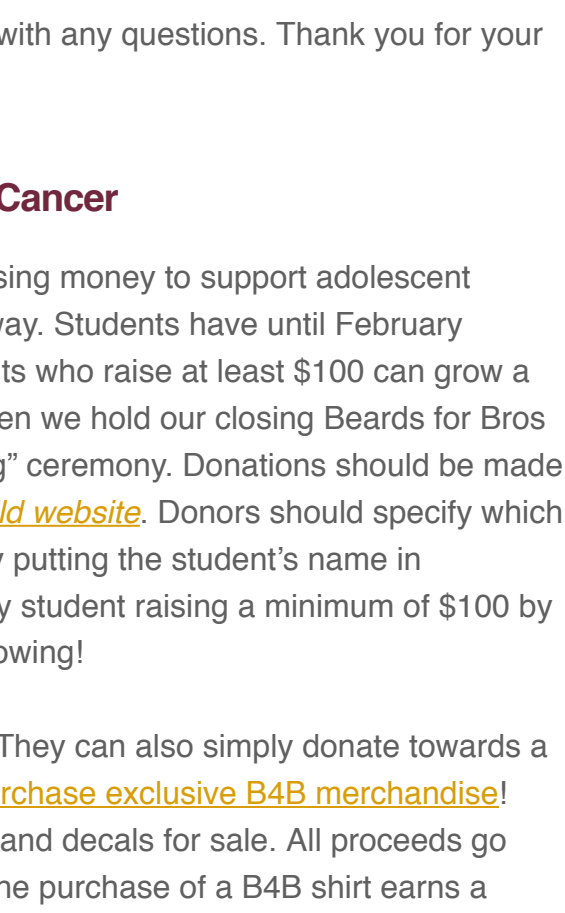 with any questions. Thank you for your
Cancer
sing money to support adolescent
way. Students have until February
ts who raise at least $100 can grow a
en we hold our closing Beards for Bros
g” ceremony. Donations should be made
ld website. Donors should specify which
y putting the student’s name in
y student raising a minimum of $100 by
owing!
They can also simply donate towards a
rchase exclusive B4B merchandise!
and decals for sale. All proceeds go
he purchase of a B4B shirt earns a